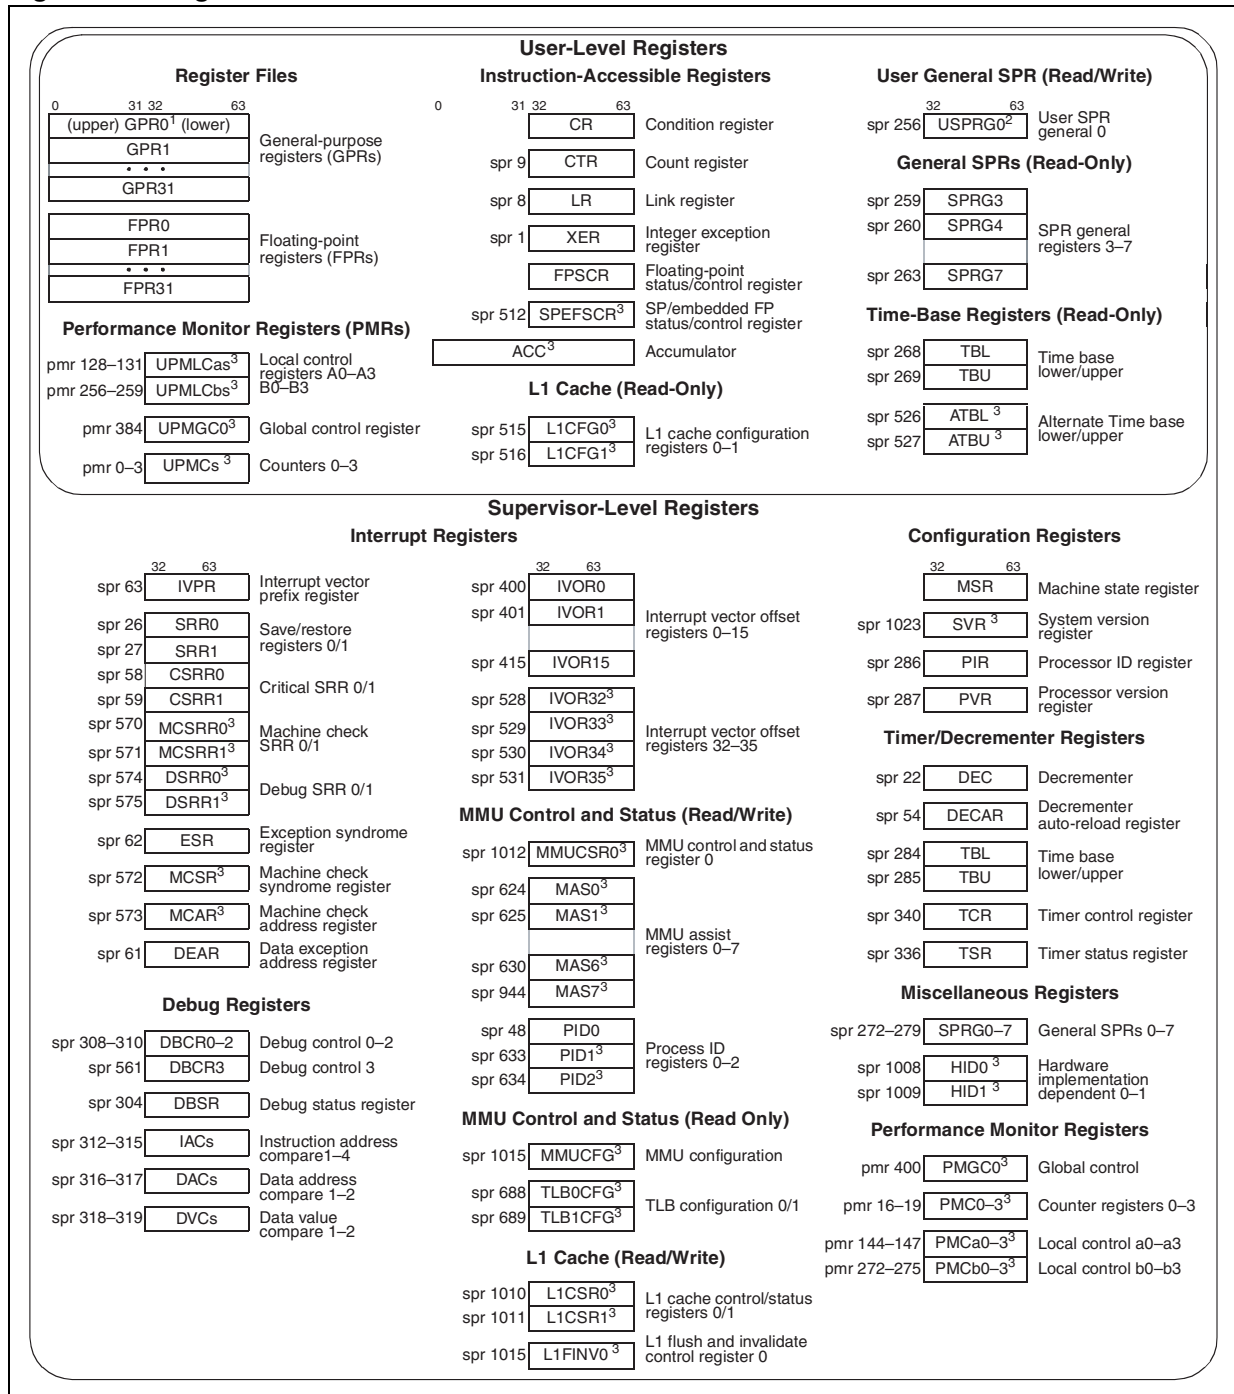 User-Level Registers
Register Files
0 31 32 63
(upper) GPR01 (lower)
GPR1
• • •
GPR31
General-purpose
registers (GPRs)
FPR0
FPR1
• • •
FPR31
Floating-point
registers (FPRs)
Performance Monitor Registers (PMRs)
pmr 128–131 UPMLCas3
pmr 256–259 UPMLCbs3
Local control
registers A0–A3
B0–B3
pmr 384 UPMGC03 Global control register
pmr 0–3 UPMCs 3 Counters 0–3
Instruction-Accessible Registers
0 31 32 63
CR Condition register
spr 9 CTR Count register
spr 8 LR Link register
spr 1 XER Integer exception
register
FPSCR Floating-point
status/control register
spr 512 SPEFSCR3 SP/embedded FP
status/control register
ACC3 Accumulator
L1 Cache (Read-Only)
spr 515 L1CFG03
spr 516 L1CFG13
L1 cache configuration
registers 0–1
User General SPR (Read/Write)
32 63
spr 256 USPRG02 User SPR
general 0
General SPRs (Read-Only)
spr 259 SPRG3
spr 260 SPRG4
spr 263 SPRG7
SPR general
registers 3–7
Time-Base Registers (Read-Only)
spr 268 TBL
spr 269 TBU
Time base
lower/upper
spr 526 ATBL 3
spr 527 ATBU 3
Alternate Time base
lower/upper
Supervisor-Level Registers
Interrupt Registers
32 63
spr 63 IVPR Interrupt vector
prefix register
spr 26 SRR0
spr 27 SRR1
Save/restore
registers 0/1
spr 58 CSRR0
spr 59 CSRR1
Critical SRR 0/1
spr 570 MCSRR03
spr 571 MCSRR13
Machine check
SRR 0/1
spr 574 DSRR03
spr 575 DSRR13
Debug SRR 0/1
spr 62 ESR Exception syndrome
register
spr 572 MCSR3 Machine check
syndrome register
spr 573 MCAR3 Machine check
address register
spr 61 DEAR Data exception
address register
Debug Registers
spr 308–310 DBCR0–2 Debug control 0–2
spr 561 DBCR3 Debug control 3
spr 304 DBSR Debug status register
spr 312–315 IACs Instruction address
compare1–4
spr 316–317 DACs Data address
compare 1–2
spr 318–319 DVCs Data value
compare 1–2
32 63
spr 400 IVOR0
spr 401 IVOR1
spr 415 IVOR15
Interrupt vector offset
registers 0–15
spr 528 IVOR323
spr 529 IVOR333
spr 530 IVOR343
spr 531 IVOR353
Interrupt vector offset
registers 32–35
MMU Control and Status (Read/Write)
spr 1012 MMUCSR03 MMU control and status
register 0
spr 624 MAS03
spr 625 MAS13
spr 630 MAS63
spr 944 MAS73
MMU assist
registers 0–7
spr 48 PID0
spr 633 PID13
spr 634 PID23
Process ID
registers 0–2
MMU Control and Status (Read Only)
spr 1015 MMUCFG3 MMU configuration
spr 688 TLB0CFG3
spr 689 TLB1CFG3
TLB configuration 0/1
L1 Cache (Read/Write)
spr 1010 L1CSR03
spr 1011 L1CSR13
L1 cache control/status
registers 0/1
spr 1015 L1FINV0 3 L1 flush and invalidate
control register 0
Configuration Registers
32 63
MSR Machine state register
spr 1023 SVR 3 System version
register
spr 286 PIR Processor ID register
spr 287 PVR Processor version
register
Timer/Decrementer Registers
spr 22 DEC Decrementer
spr 54 DECAR Decrementer
auto-reload register
spr 284 TBL
spr 285 TBU
Time base
lower/upper
spr 340 TCR Timer control register
spr 336 TSR Timer status register
Miscellaneous Registers
spr 272–279 SPRG0–7 General SPRs 0–7
spr 1008 HID0 3
spr 1009 HID1 3
Hardware
implementation
dependent 0–1
Performance Monitor Registers
pmr 400 PMGC03 Global control
pmr 16–19 PMC0–33 Counter registers 0–3
pmr 144–147 PMCa0–33 Local control a0–a3
pmr 272–275 PMCb0–33 Local control b0–b3